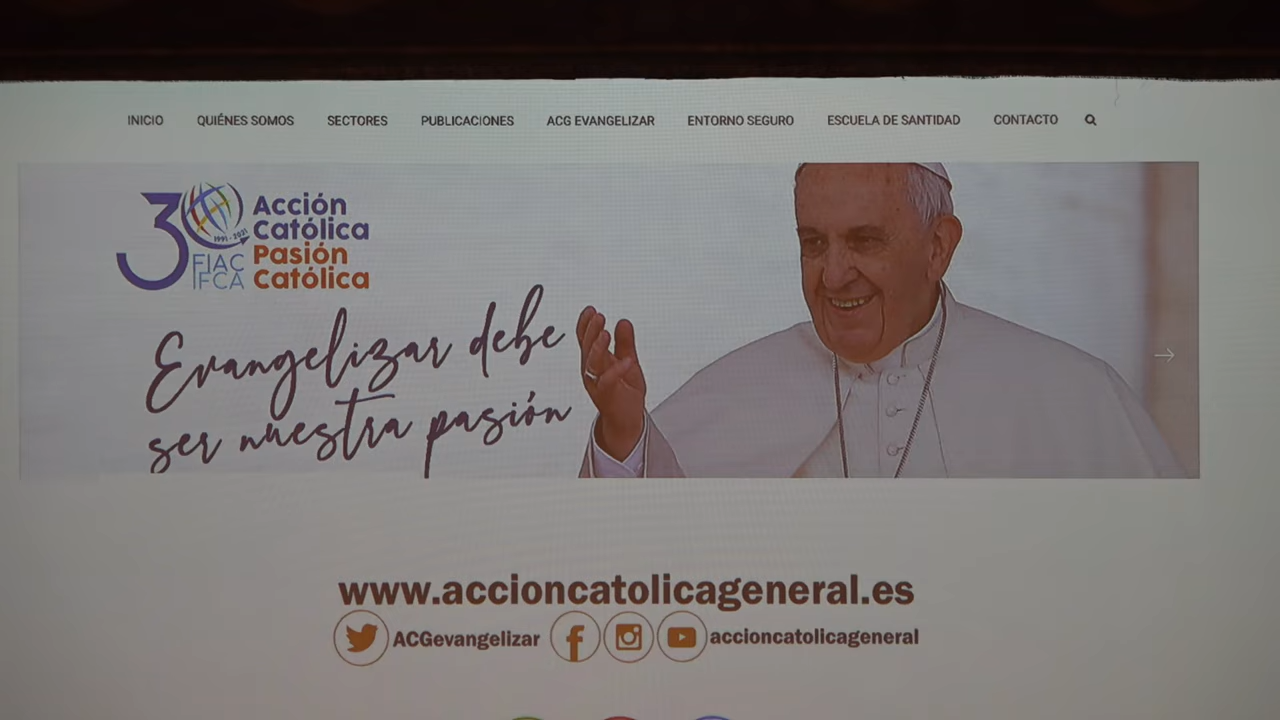 INICIO QUIÉNES SOMOS SECTORES PUBLICACIONES ACG EVANGELIZAR ENTORNO SEGURO ESCUELA DE SANTIDAD CONTACTO
30
1991 - 2021
FIAC
IFCA
Acción
Católica
Pasión
Católica
Evangelizar debe
ser nuestra pasión
www.accioncatolicageneral.es
ACGevangelizar accioncatolicageneral